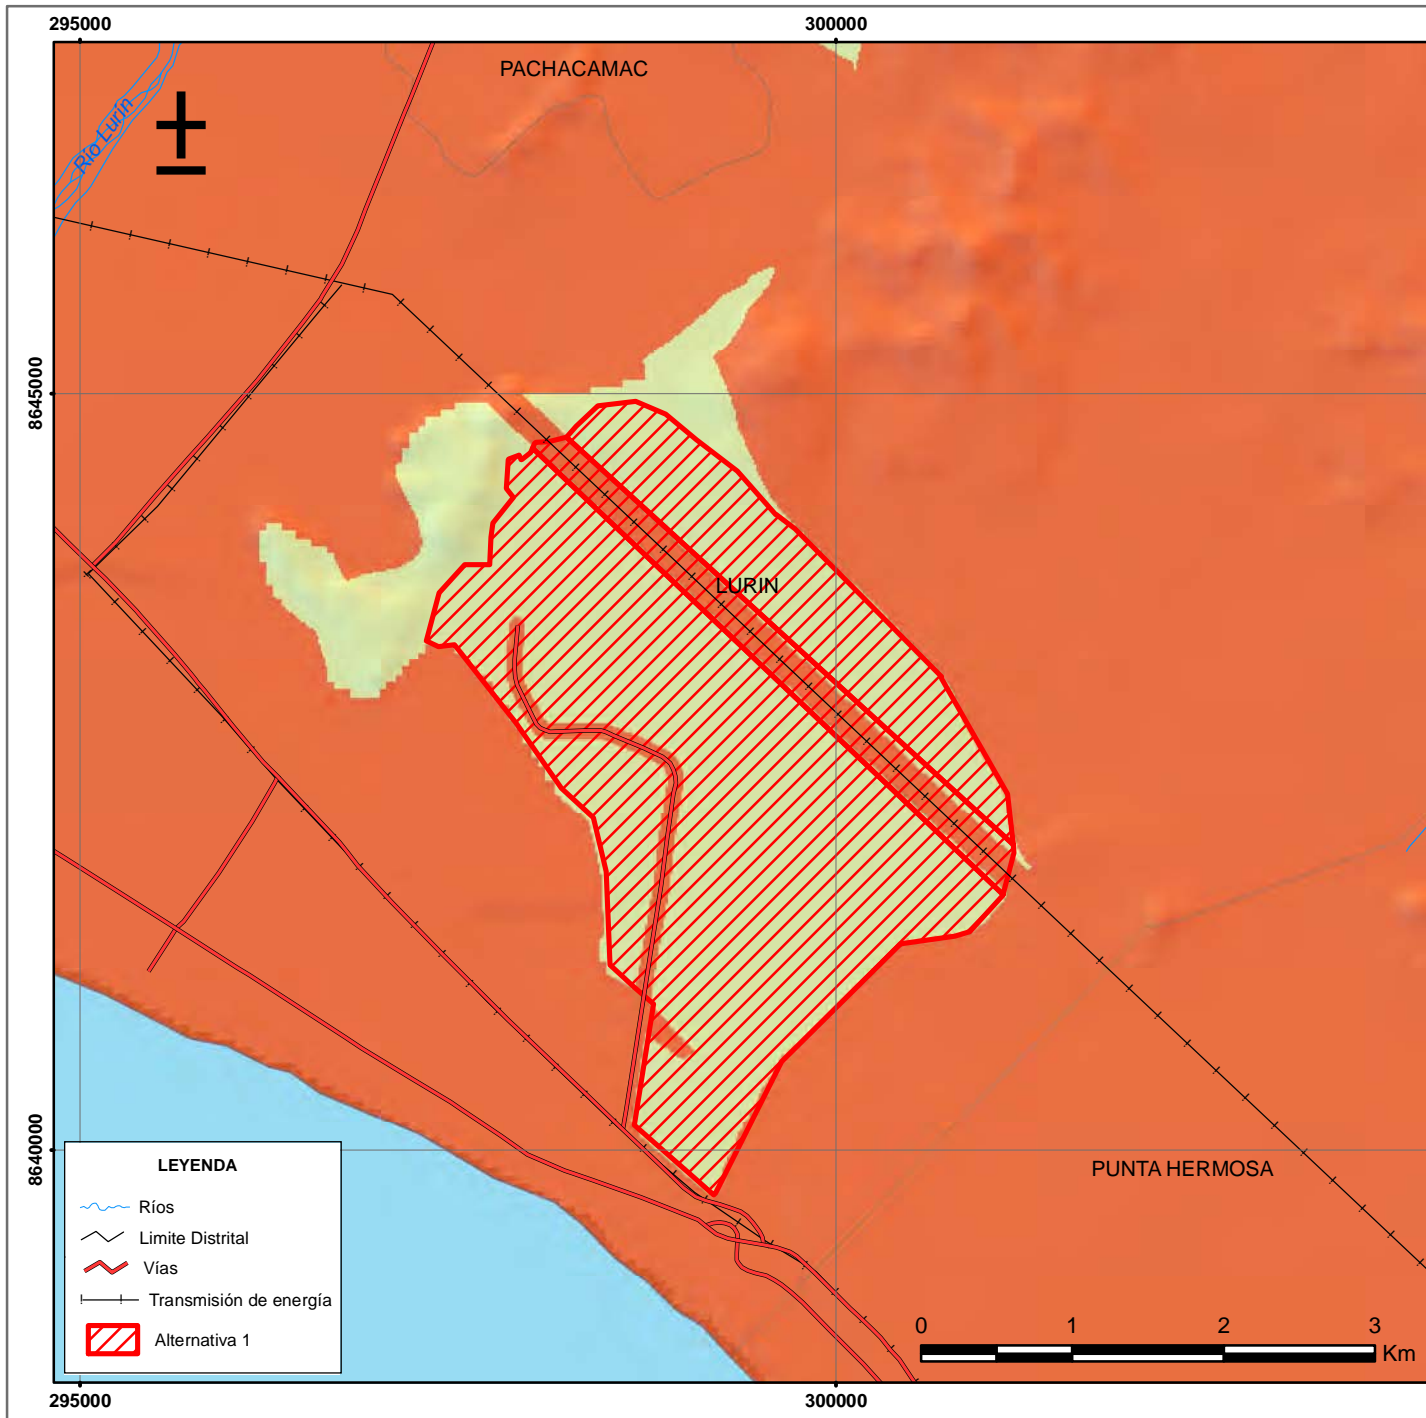 295000
300000
PACHACAMAC
Río Lurín
8645000
LURIN
8640000
PUNTA HERMOSA
LEYENDA
Ríos
Limite Distrital
Vías
Transmisión de energía
Alternativa 1
0 1 2 3
Km
295000
300000